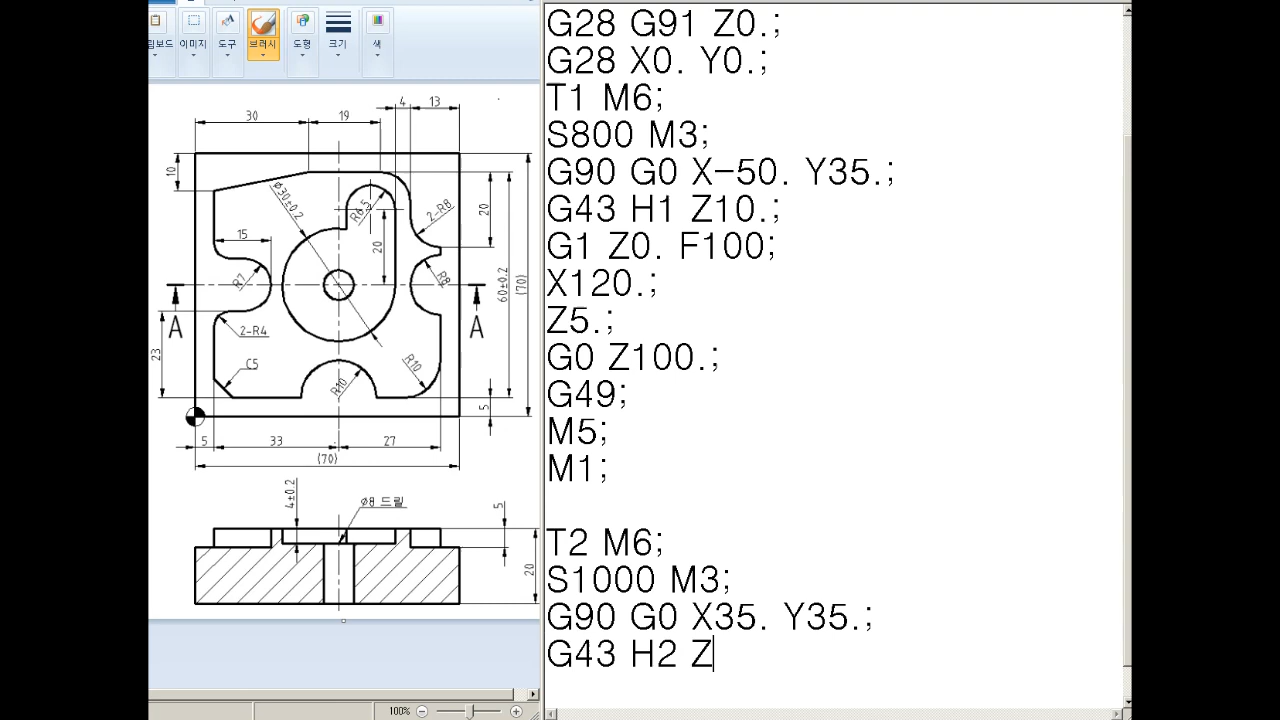 림보드 이미지 도구 브러시 도형 크기 색
4 13
30 19
10
Ø30±0.2
R6.5
2-R8
20
20
15
R7
R8
60±0.2
(70)
A A
2-R4
23
C5
R10
R10
5
5 33 27
(70)
4±0.2
Ø8 드릴
5
20
100%
G28 G91 Z0.;
G28 X0. Y0.;
T1 M6;
S800 M3;
G90 G0 X-50. Y35.;
G43 H1 Z10.;
G1 Z0. F100;
X120.;
Z5.;
G0 Z100.;
G49;
M5;
M1;
T2 M6;
S1000 M3;
G90 G0 X35. Y35.;
G43 H2 Z